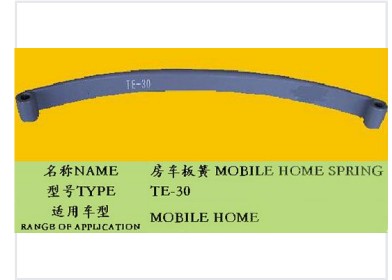 TE-30
名称NAME 房车板簧 MOBILE HOME SPRING
型号TYPE TE-30
适用车型 MOBILE HOME
RANGE OF APPLICATION